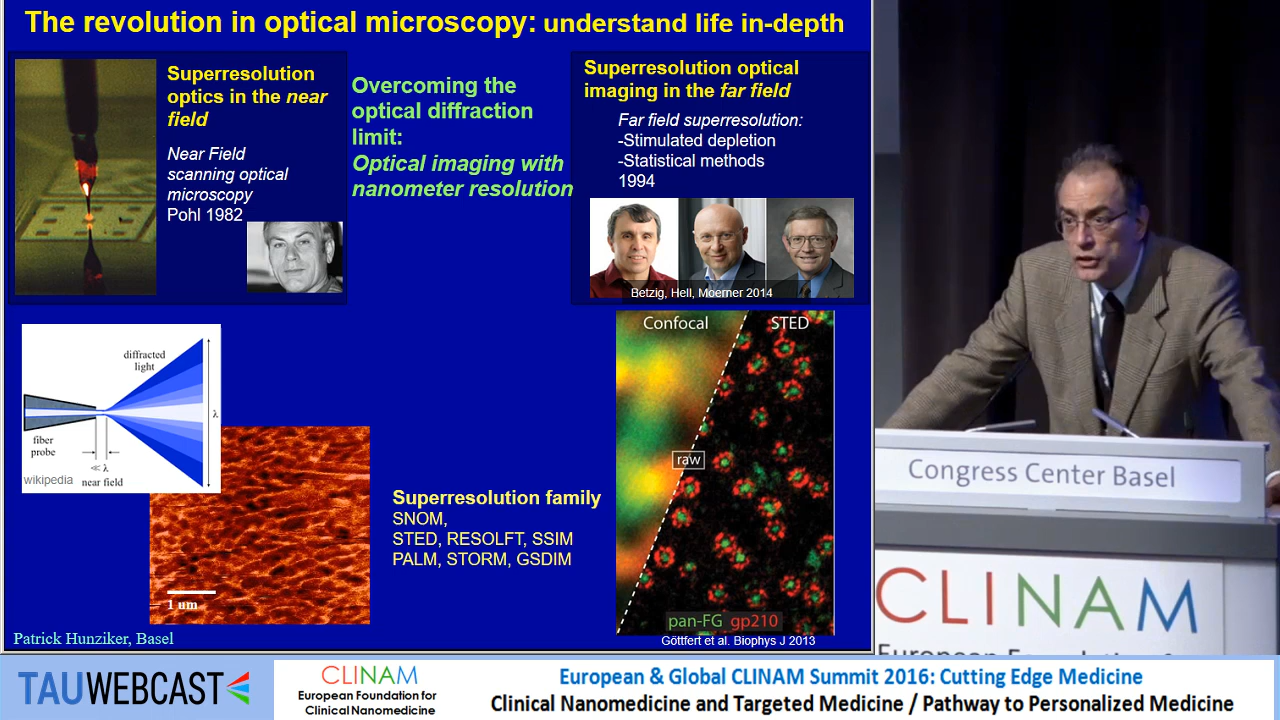 The revolution in optical microscopy: understand life in-depth
Superresolution
optics in the near
field
Near Field
scanning optical
microscopy
Pohl 1982
Overcoming the
optical diffraction
limit:
Optical imaging with
nanometer resolution
Superresolution optical
imaging in the far field
Far field superresolution:
-Stimulated depletion
-Statistical methods
1994
Betzig, Hell, Moerner 2014
diffracted
light
λ
fiber
probe
≪ λ
near field
wikipedia
1 um
Superresolution family
SNOM,
STED, RESOLFT, SSIM
PALM, STORM, GSDIM
Confocal STED
raw
pan-FG gp210
Göttfert et al. Biophys J 2013
Patrick Hunziker, Basel
Congress Center Basel
CLINAM
European Foundation
TAUWEBCAST
CLINAM
European Foundation for
Clinical Nanomedicine
European & Global CLINAM Summit 2016: Cutting Edge Medicine
Clinical Nanomedicine and Targeted Medicine / Pathway to Personalized Medicine